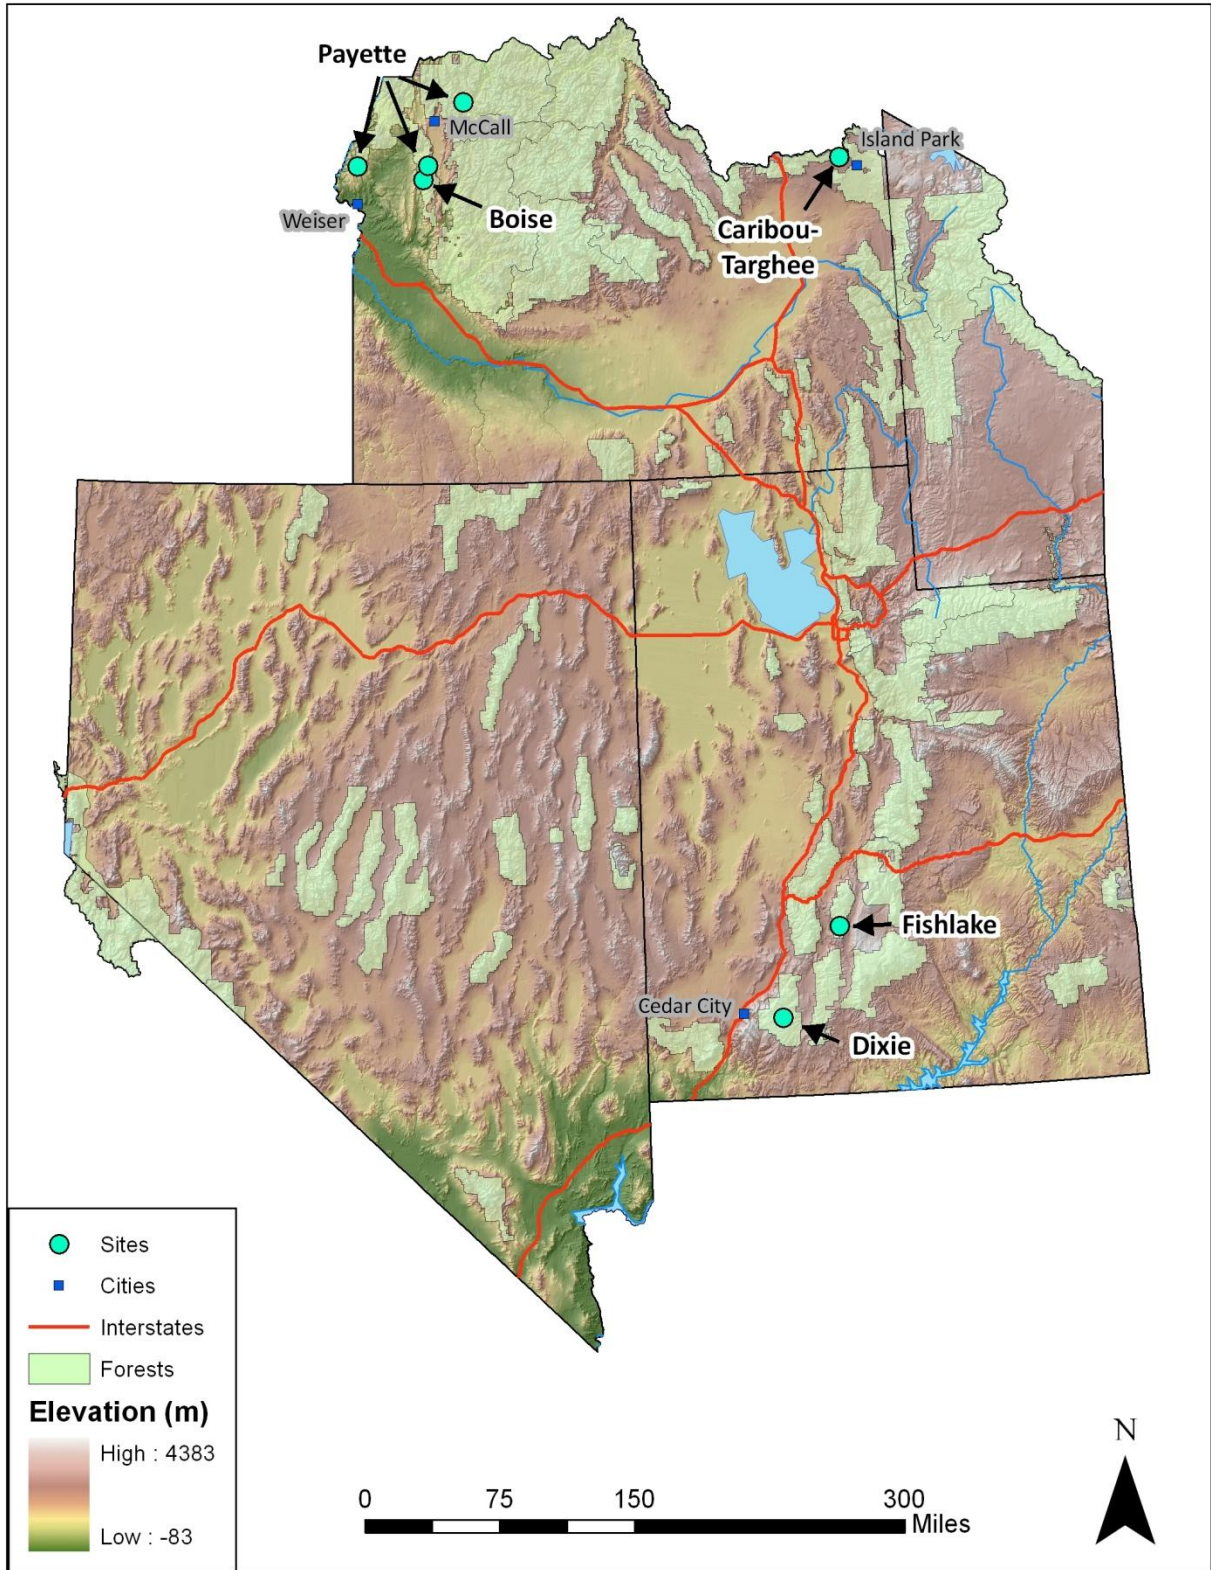 Payette
McCall
Island Park
Weiser
Boise
Caribou-
Targhee
Fishlake
Cedar City
Dixie
Sites
Cities
Interstates
Forests
Elevation (m)
High : 4383
Low : -83
N
0 75 150 300
Miles